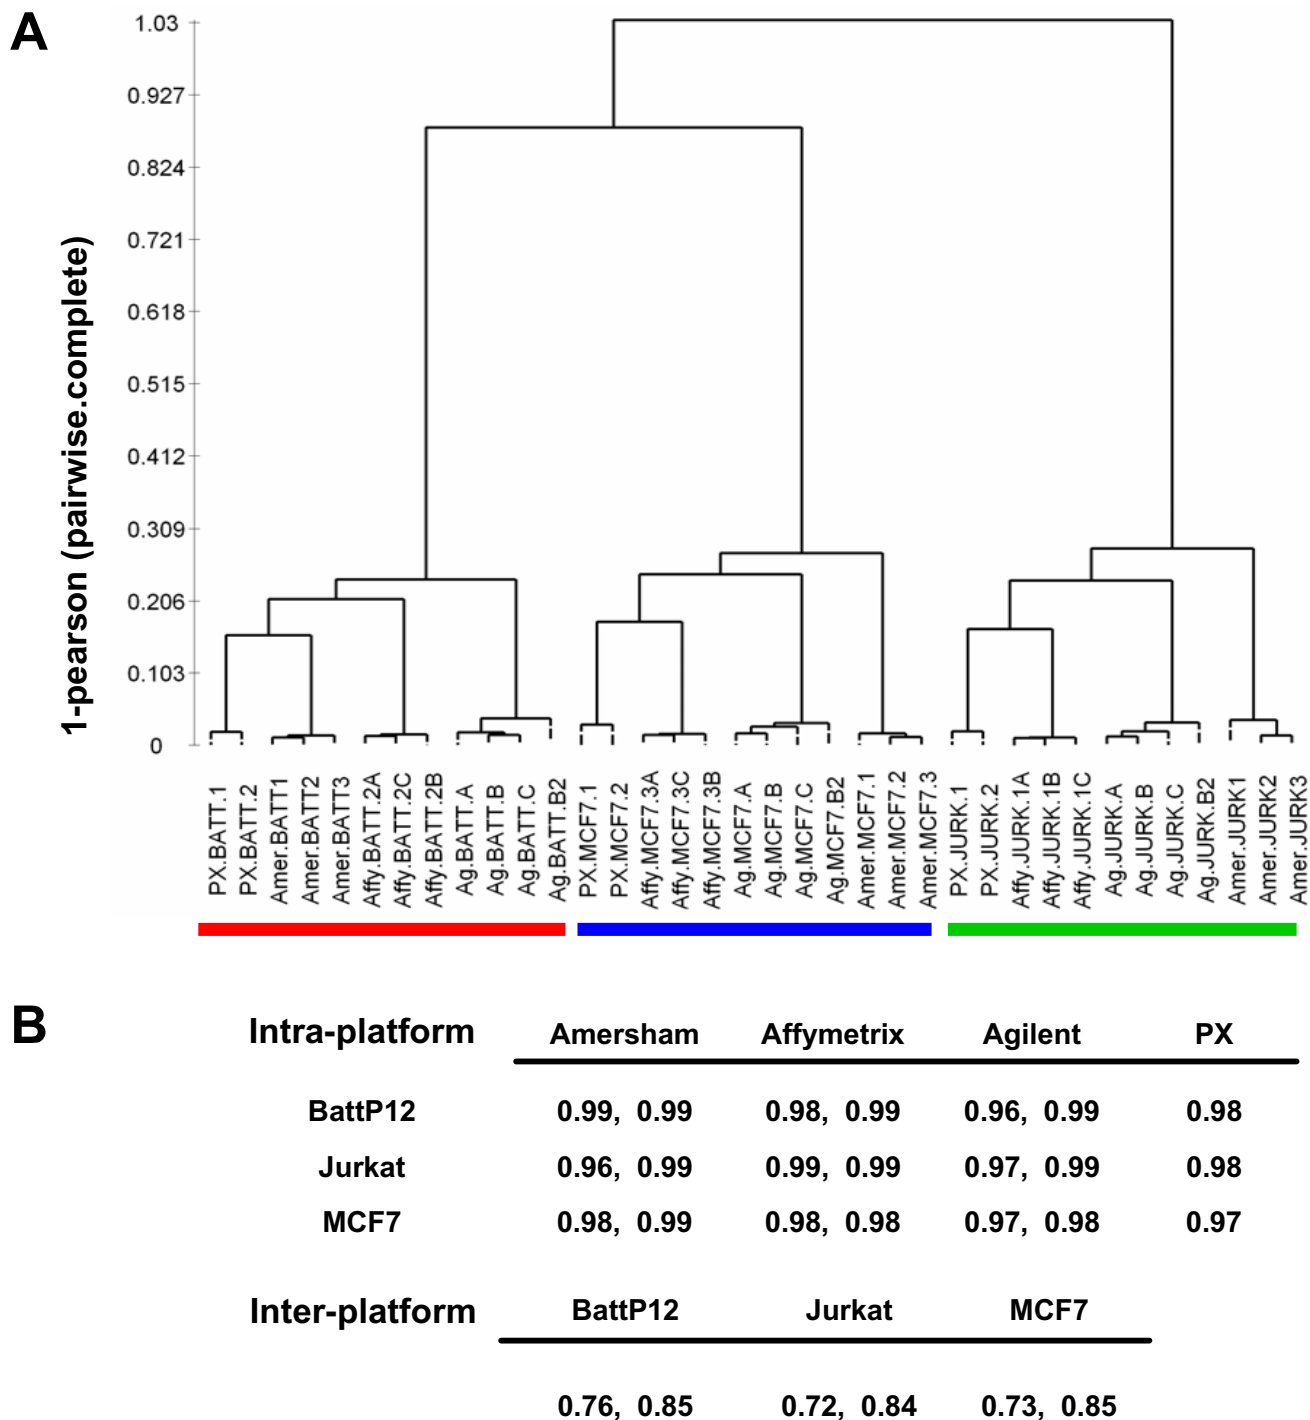 A
1-pearson (pairwise.complete)
1.03
0.927
0.824
0.721
0.618
0.515
0.412
0.309
0.206
0.103
0
PX.BATT.1
PX.BATT.2
Amer.BATT1
Amer.BATT2
Amer.BATT3
Affy.BATT.2A
Affy.BATT.2C
Affy.BATT.2B
Ag.BATT.A
Ag.BATT.B
Ag.BATT.C
Ag.BATT.B2
PX.MCF7.1
PX.MCF7.2
Affy.MCF7.3A
Affy.MCF7.3C
Affy.MCF7.3B
Ag.MCF7.A
Ag.MCF7.B
Ag.MCF7.C
Ag.MCF7.B2
Amer.MCF7.1
Amer.MCF7.2
Amer.MCF7.3
PX.JURK.1
PX.JURK.2
Affy.JURK.1A
Affy.JURK.1B
Affy.JURK.1C
Ag.JURK.A
Ag.JURK.B
Ag.JURK.C
Ag.JURK.B2
Amer.JURK1
Amer.JURK2
Amer.JURK3
B
Intra-platform Amersham Affymetrix Agilent PX
BattP12 0.99, 0.99 0.98, 0.99 0.96, 0.99 0.98
Jurkat 0.96, 0.99 0.99, 0.99 0.97, 0.99 0.98
MCF7 0.98, 0.99 0.98, 0.98 0.97, 0.98 0.97
Inter-platform BattP12 Jurkat MCF7
0.76, 0.85 0.72, 0.84 0.73, 0.85